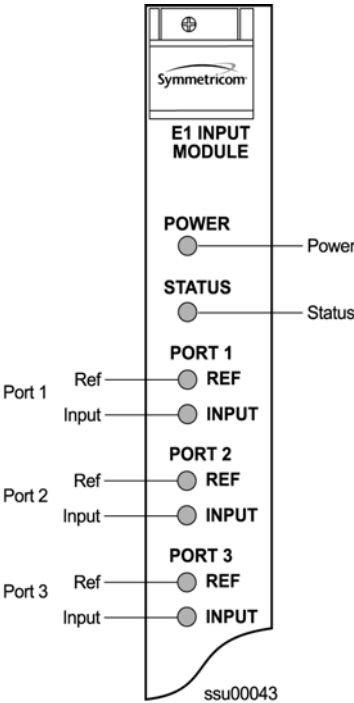 Symmetricom
E1 INPUT
MODULE
POWER
Power
STATUS
Status
PORT 1
Port 1
Ref
REF
Input
INPUT
PORT 2
Port 2
Ref
REF
Input
INPUT
PORT 3
Port 3
Ref
REF
Input
INPUT
ssu00043